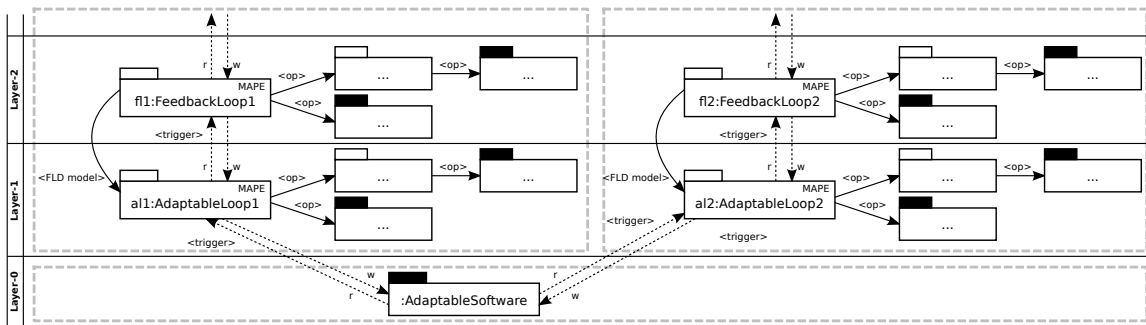 Layer-2
r
w
<op>
...
<op>
...
MAPE
fl1:FeedbackLoop1
<op>
...
<trigger>
r
w
<FLD model>
r
w
<op>
...
<op>
...
MAPE
fl2:FeedbackLoop2
<op>
...
<trigger>
r
w
<FLD model>
Layer-1
<op>
...
<op>
...
MAPE
al1:AdaptableLoop1
<op>
...
<trigger>
<op>
...
<op>
...
MAPE
al2:AdaptableLoop2
<op>
...
<trigger>
<trigger>
Layer-0
w
r
:AdaptableSoftware
r
w